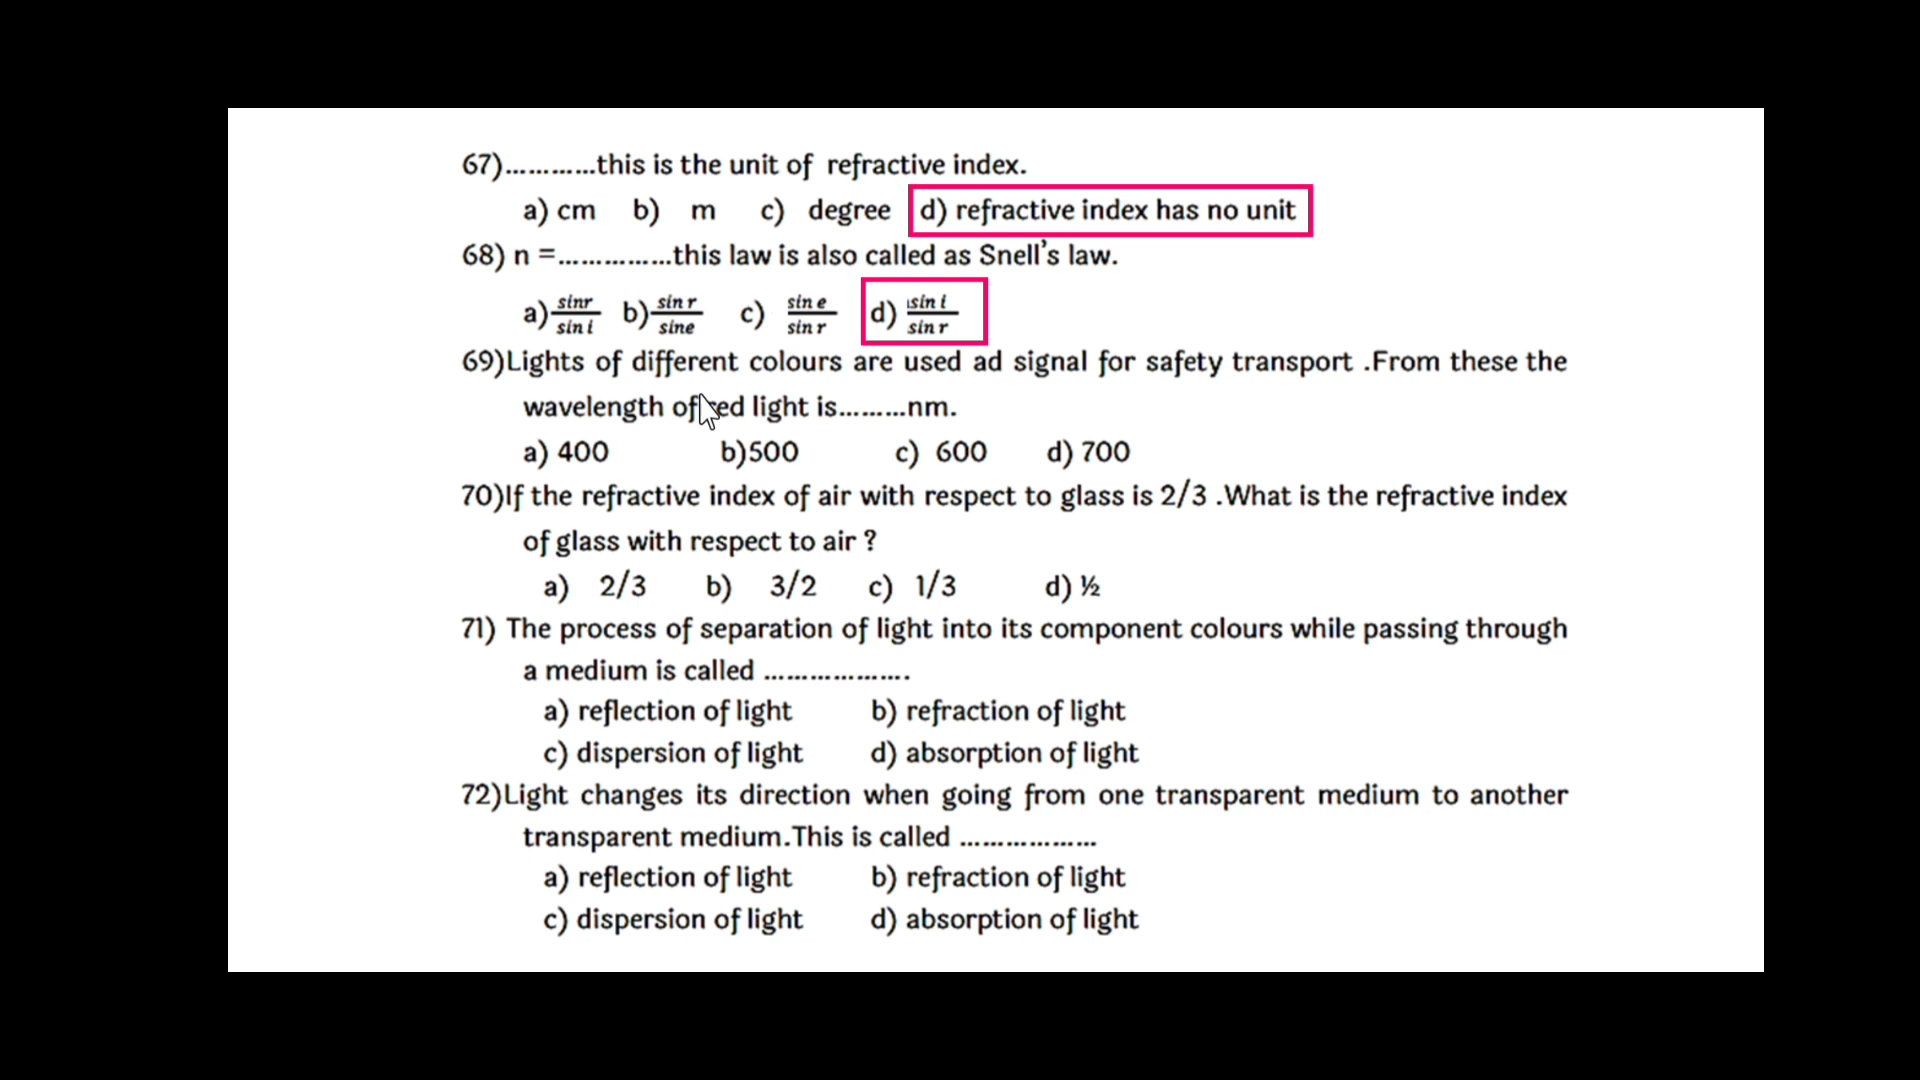 67)............this is the unit of refractive index.
a) cm b) m c) degree d) refractive index has no unit
68) n =...............this law is also called as Snell's law.
a) sinr/sin i b) sin r/sine c) sin e/sin r d) sin i/sin r
69)Lights of different colours are used ad signal for safety transport .From these the
wavelength of red light is.........nm.
a) 400 b)500 c) 600 d) 700
70)If the refractive index of air with respect to glass is 2/3 .What is the refractive index
of glass with respect to air ?
a) 2/3 b) 3/2 c) 1/3 d) ½
71) The process of separation of light into its component colours while passing through
a medium is called ...................
a) reflection of light b) refraction of light
c) dispersion of light d) absorption of light
72)Light changes its direction when going from one transparent medium to another
transparent medium.This is called ..................
a) reflection of light b) refraction of light
c) dispersion of light d) absorption of light